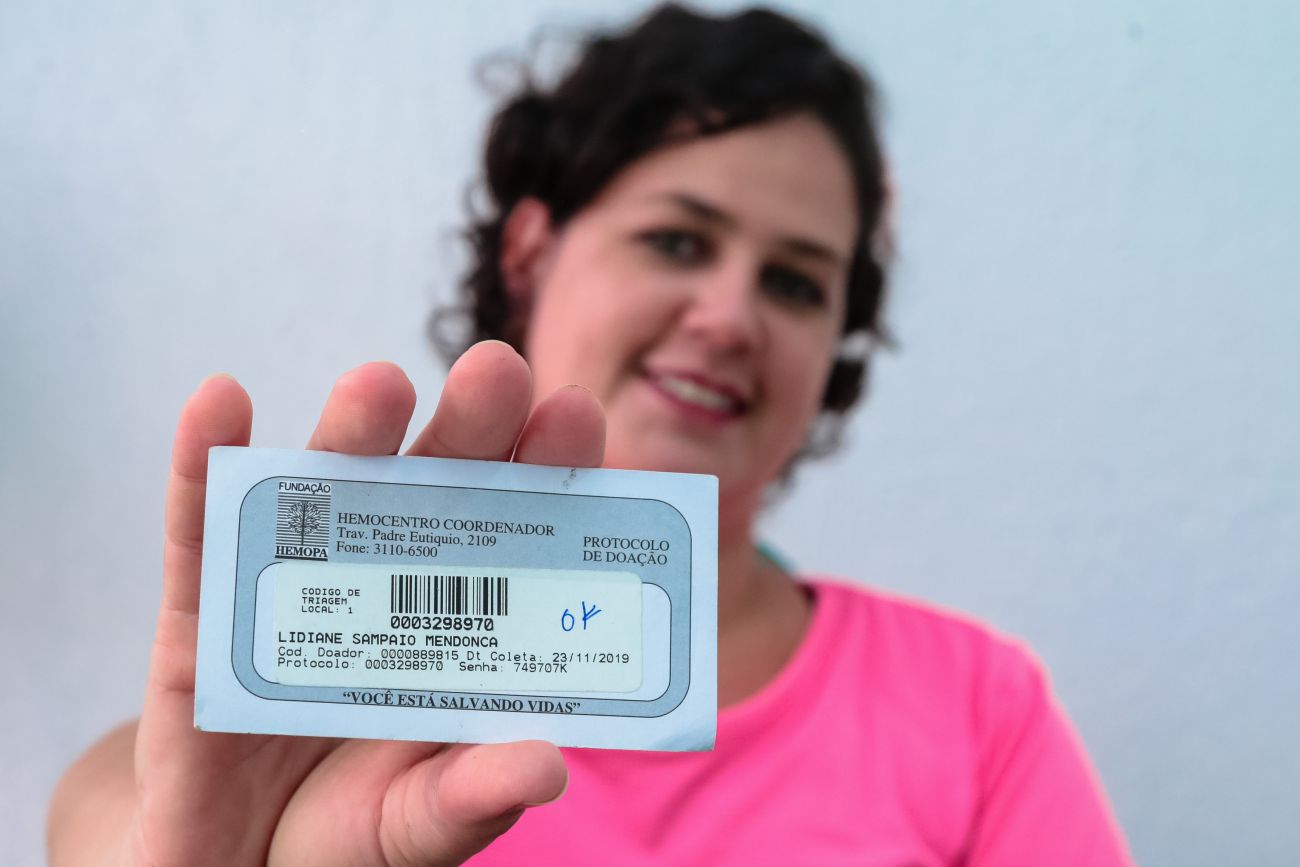 FUNDAÇÃO
HEMOPA
HEMOCENTRO COORDENADOR
Trav. Padre Eutiquio, 2109
Fone: 3110-6500
PROTOCOLO
DE DOAÇÃO
CODIGO DE
TRIAGEM
LOCAL: 1
0003298970
OK
LIDIANE SAMPAIO MENDONCA
Cod. Doador: 0000889815 Dt Coleta: 23/11/2019
Protocolo: 0003298970 Senha: 749707K
“VOCÊ ESTÁ SALVANDO VIDAS”